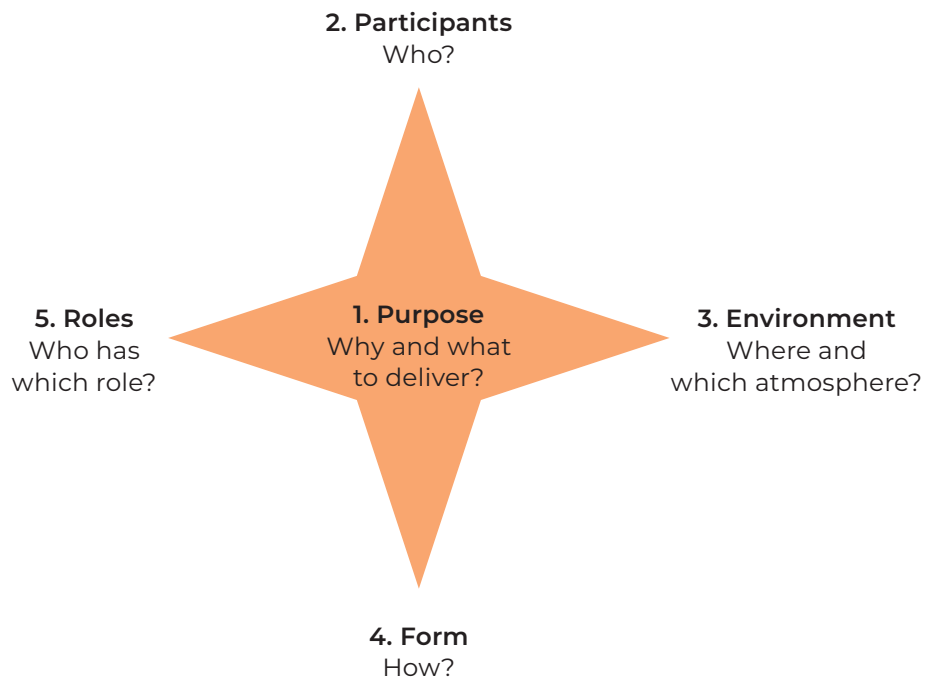 2. Participants
Who?
1. Purpose
Why and what
to deliver?
3. Environment
Where and
which atmosphere?
4. Form
How?
5. Roles
Who has
which role?